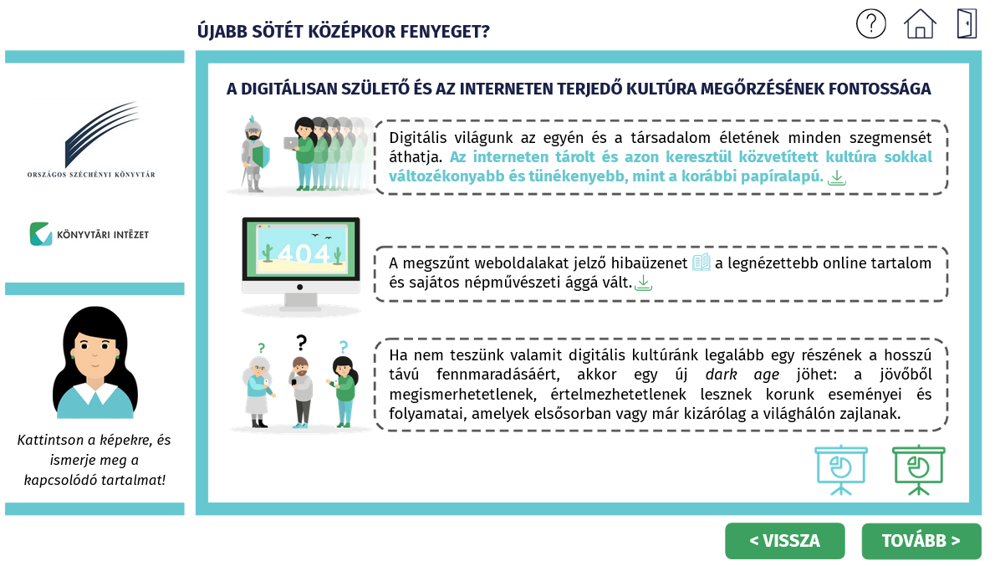 ÚJABB SÖTÉT KÖZÉPKOR FENYEGET?
?
ORSZÁGOS SZÉCHÉNYI KÖNYVTÁR
KÖNYVTÁRI INTÉZET
Kattintson a képekre, és
ismerje meg a
kapcsolódó tartalmat!
A DIGITÁLISAN SZÜLETŐ ÉS AZ INTERNETEN TERJEDŐ KULTÚRA MEGŐRZÉSÉNEK FONTOSSÁGA
Digitális világunk az egyén és a társadalom életének minden szegmensét
áthatja. Az interneten tárolt és azon keresztül közvetített kultúra sokkal
változékonyabb és tünékenyebb, mint a korábbi papíralapú.
404
A megszűnt weboldalakat jelző hibaüzenet a legnézettebb online tartalom
és sajátos népművészeti ággá vált.
? ? ?
Ha nem teszünk valamit digitális kultúránk legalább egy részének a hosszú
távú fennmaradásáért, akkor egy új dark age jöhet: a jövőből
megismerhetetlenek, értelmezhetetlenek lesznek korunk eseményei és
folyamatai, amelyek elsősorban vagy már kizárólag a világhálón zajlanak.
< VISSZA
TOVÁBB >